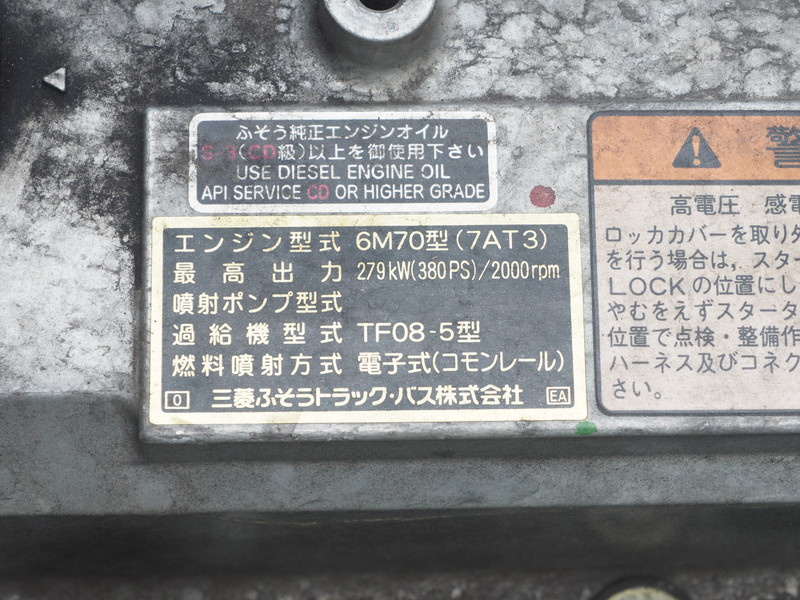 ふそう純正エンジンオイル
S-3(CD級)以上を御使用下さい
USE DIESEL ENGINE OIL
API SERVICE CD OR HIGHER GRADE
エンジン型式 6M70型(7AT3)
最高出力 279kW(380PS)/2000rpm
噴射ポンプ型式
過給機型式 TF08-5型
燃料噴射方式 電子式(コモンレール)
0 三菱ふそうトラック・バス株式会社 EA
警
高電圧 感電
ロッカカバーを取り外
を行う場合は,スター
LOCKの位置にし
やむをえずスタータ
位置で点検・整備作
ハーネス及びコネク
さい。